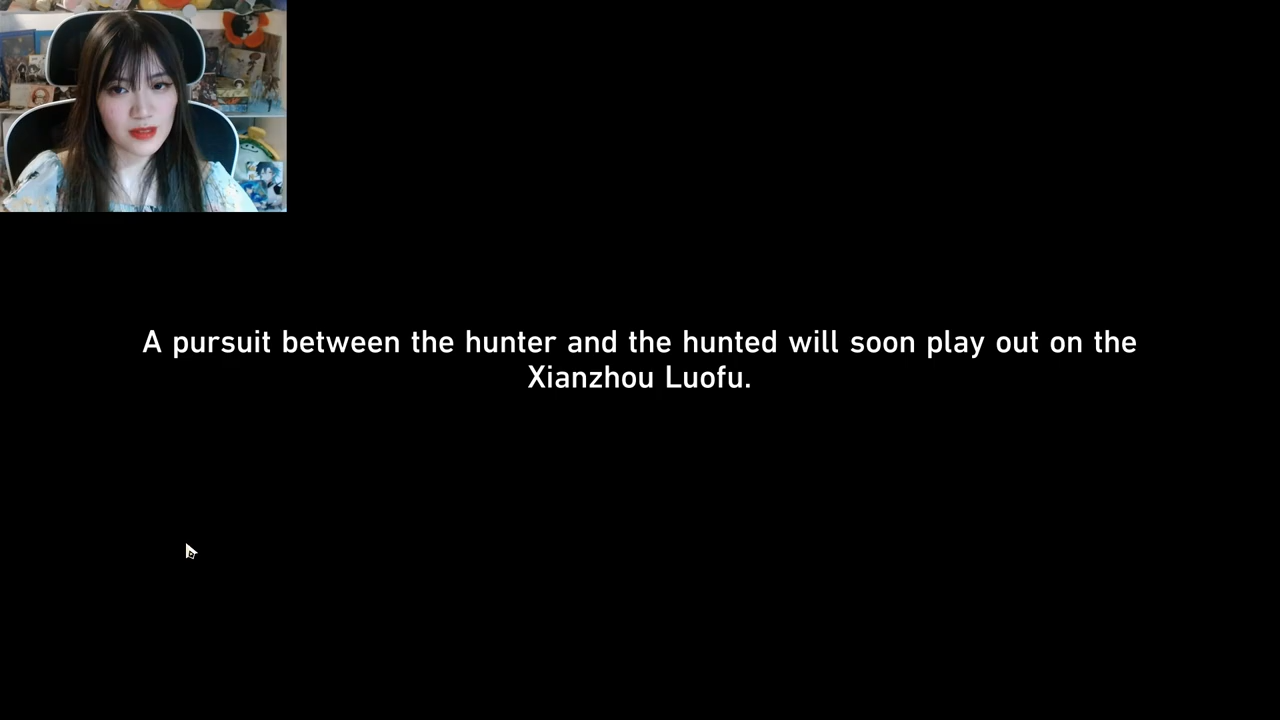 A pursuit between the hunter and the hunted will soon play out on the
Xianzhou Luofu.